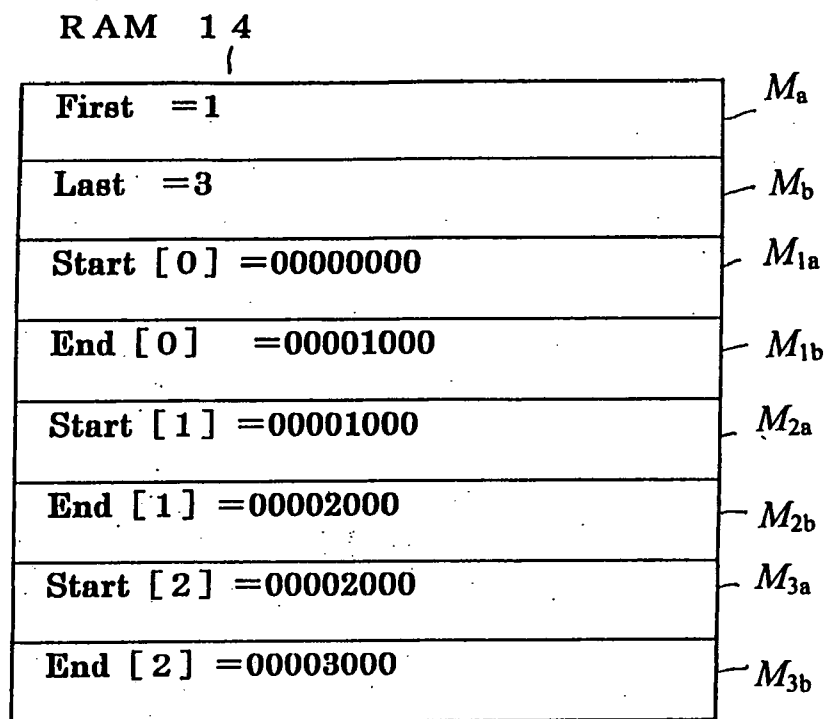 RAM 14
First =1 Ma
Last =3 Mb
Start [0] =00000000 M1a
End [0] =00001000 M1b
Start [1] =00001000 M2a
End [1] =00002000 M2b
Start [2] =00002000 M3a
End [2] =00003000 M3b